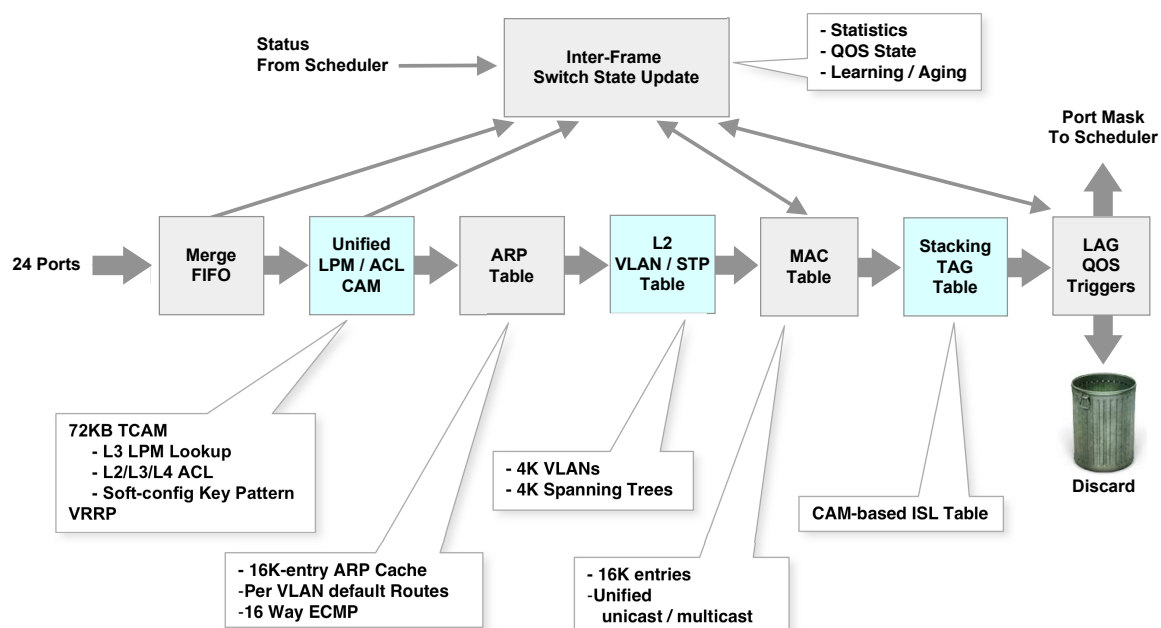 Status
From Scheduler
Inter-Frame
Switch State Update
- Statistics
- QOS State
- Learning / Aging
Port Mask
To Scheduler
24 Ports
Merge
FIFO
Unified
LPM / ACL
CAM
ARP
Table
L2
VLAN / STP
Table
MAC
Table
Stacking
TAG
Table
LAG
QOS
Triggers
72KB TCAM
- L3 LPM Lookup
- L2/L3/L4 ACL
- Soft-config Key Pattern
VRRP
- 4K VLANs
- 4K Spanning Trees
CAM-based ISL Table
Discard
- 16K-entry ARP Cache
-Per VLAN default Routes
-16 Way ECMP
- 16K entries
-Unified
unicast / multicast